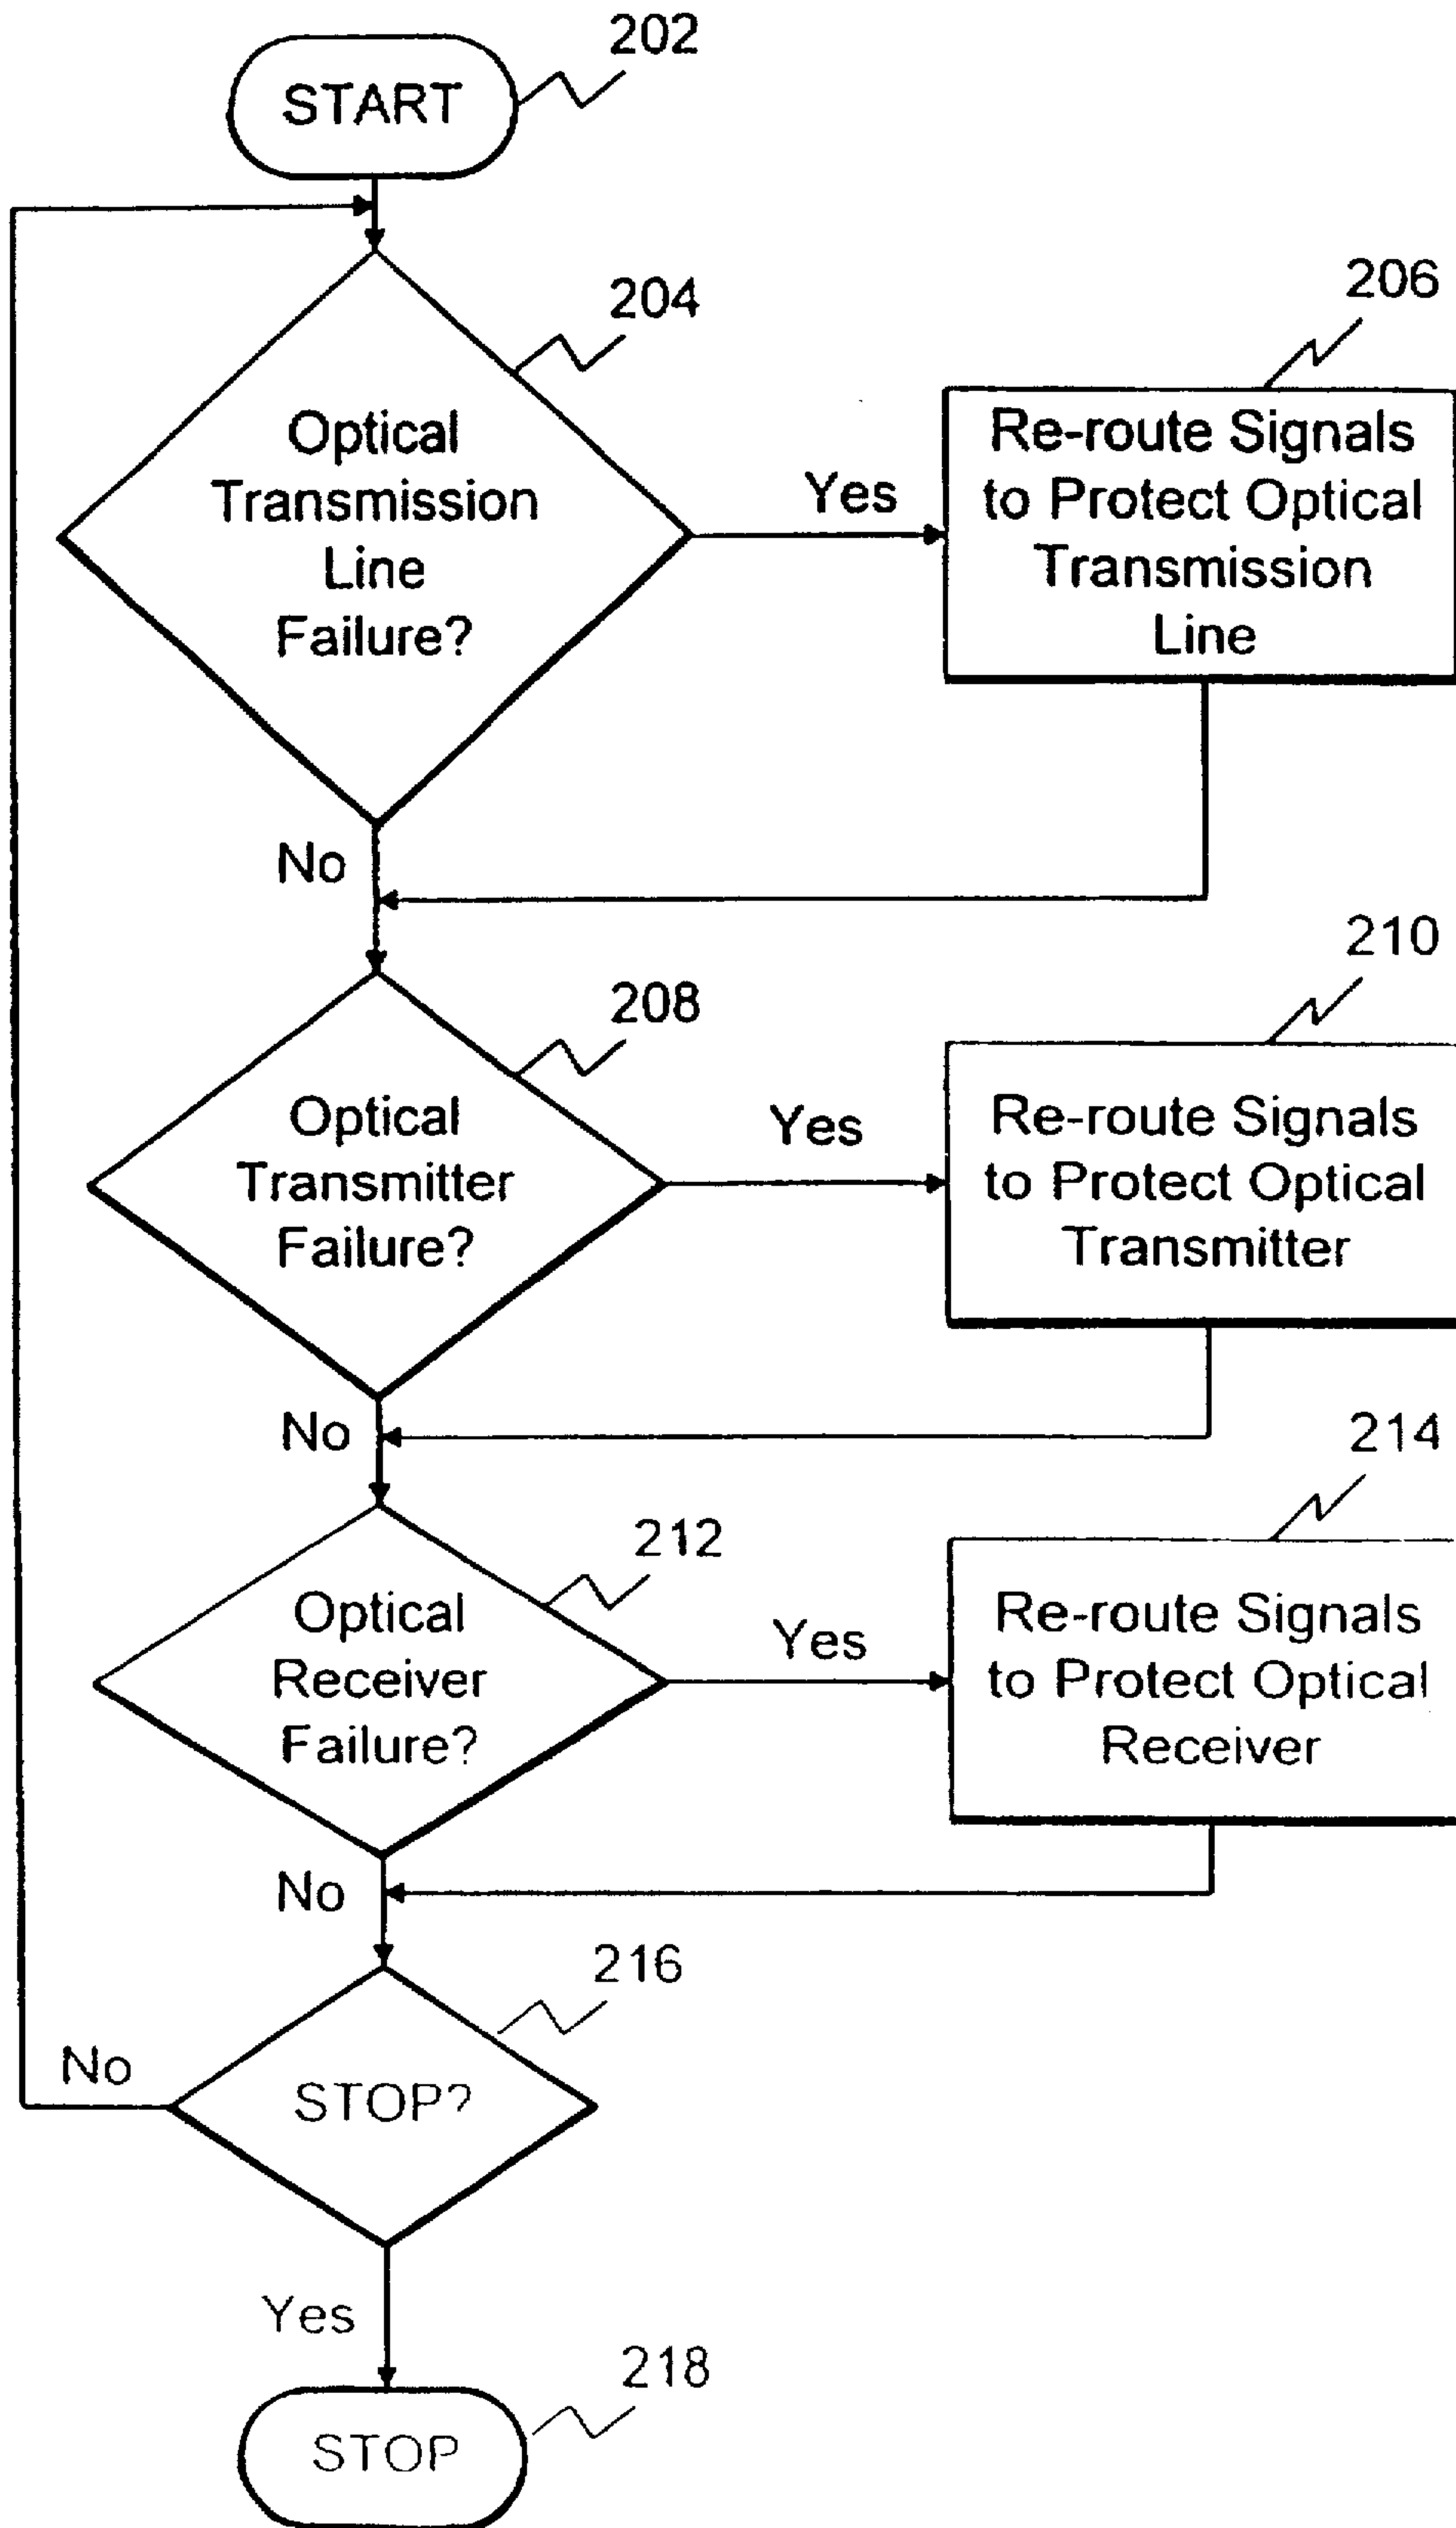 202
START
204
206
Optical
Transmission
Line
Failure?
Yes
Re-route Signals
to Protect Optical
Transmission
Line
No
208
210
Optical
Transmitter
Failure?
Yes
Re-route Signals
to Protect Optical
Transmitter
No
212
214
Optical
Receiver
Failure?
Yes
Re-route Signals
to Protect Optical
Receiver
No
216
STOP?
No
Yes
218
STOP